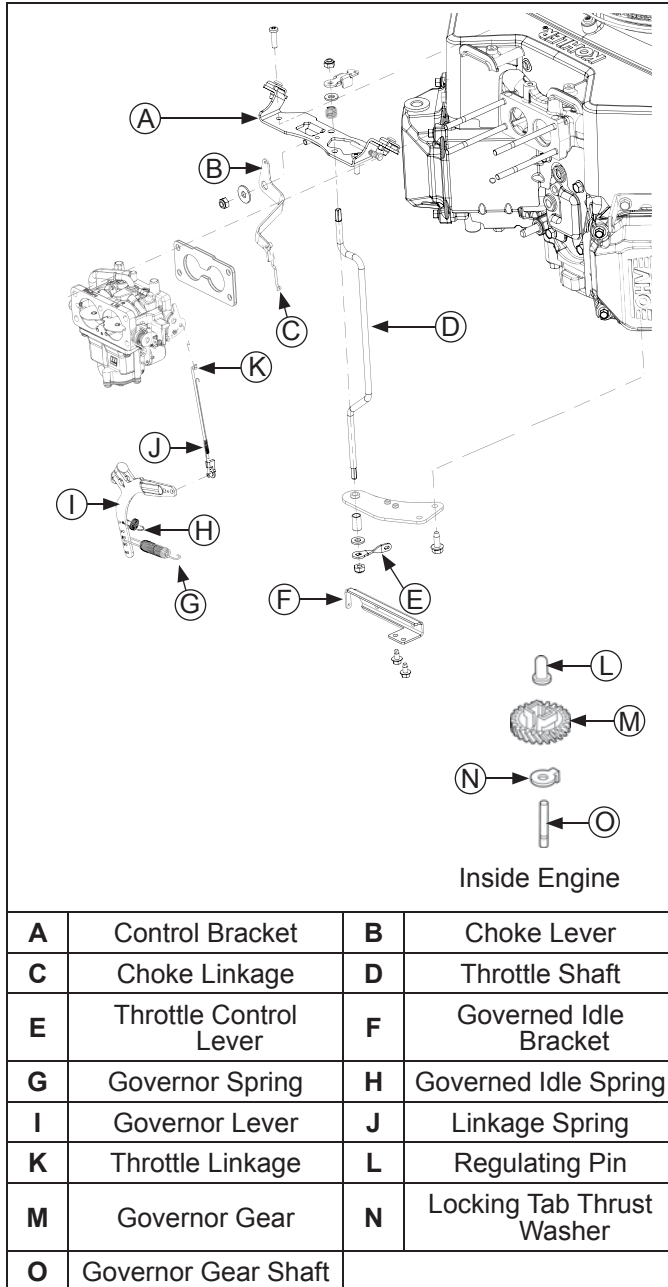 KOHLER
OHV
A
B
C
D
K
J
I
H
G
F
E
L
M
N
O
Inside Engine
A Control Bracket B Choke Lever
C Choke Linkage D Throttle Shaft
E Throttle Control Lever F Governed Idle Bracket
G Governor Spring H Governed Idle Spring
I Governor Lever J Linkage Spring
K Throttle Linkage L Regulating Pin
M Governor Gear N Locking Tab Thrust Washer
O Governor Gear Shaft